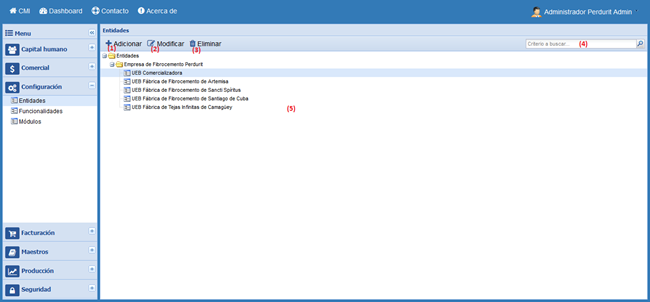 CMI Dashboard Contacto Acerca de Administrador Perdurit Admin
Menu
Capital humano
Comercial
Configuración
Entidades
Funcionalidades
Módulos
Facturación
Maestros
Producción
Seguridad
Entidades
Adicionar Modificar Eliminar Criterio a buscar...
(1) (2) (3) (4)
Entidades
Empresa de Fibrocemento Perdurit
UEB Comercializadora
UEB Fábrica de Fibrocemento de Artemisa
UEB Fábrica de Fibrocemento de Sancti Spíritus
UEB Fábrica de Fibrocemento de Santiago de Cuba
UEB Fábrica de Tejas Infinitas de Camagüey
(5)